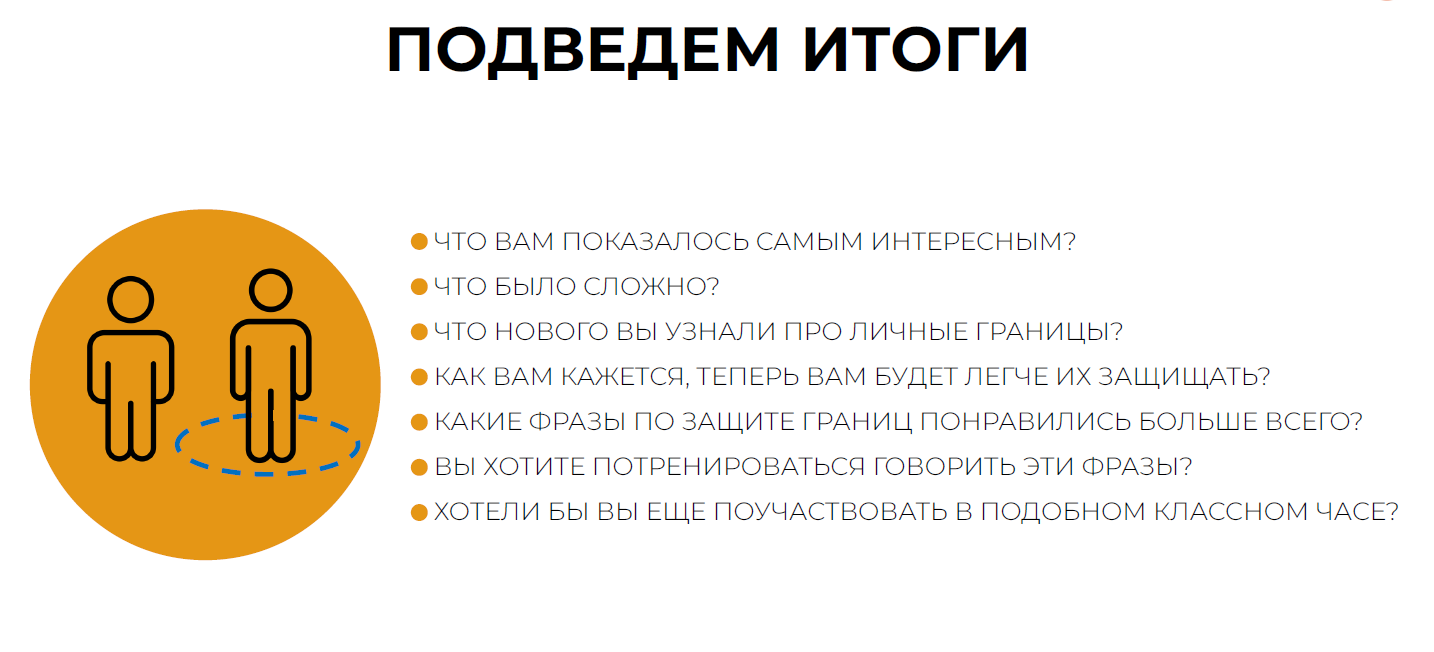 ПОДВЕДЕМ ИТОГИ
ЧТО ВАМ ПОКАЗАЛОСЬ САМЫМ ИНТЕРЕСНЫМ?
ЧТО БЫЛО СЛОЖНО?
ЧТО НОВОГО ВЫ УЗНАЛИ ПРО ЛИЧНЫЕ ГРАНИЦЫ?
КАК ВАМ КАЖЕТСЯ, ТЕПЕРЬ ВАМ БУДЕТ ЛЕГЧЕ ИХ ЗАЩИЩАТЬ?
КАКИЕ ФРАЗЫ ПО ЗАЩИТЕ ГРАНИЦ ПОНРАВИЛИСЬ БОЛЬШЕ ВСЕГО?
ВЫ ХОТИТЕ ПОТРЕНИРОВАТЬСЯ ГОВОРИТЬ ЭТИ ФРАЗЫ?
ХОТЕЛИ БЫ ВЫ ЕЩЕ ПОУЧАСТВОВАТЬ В ПОДОБНОМ КЛАССНОМ ЧАСЕ?